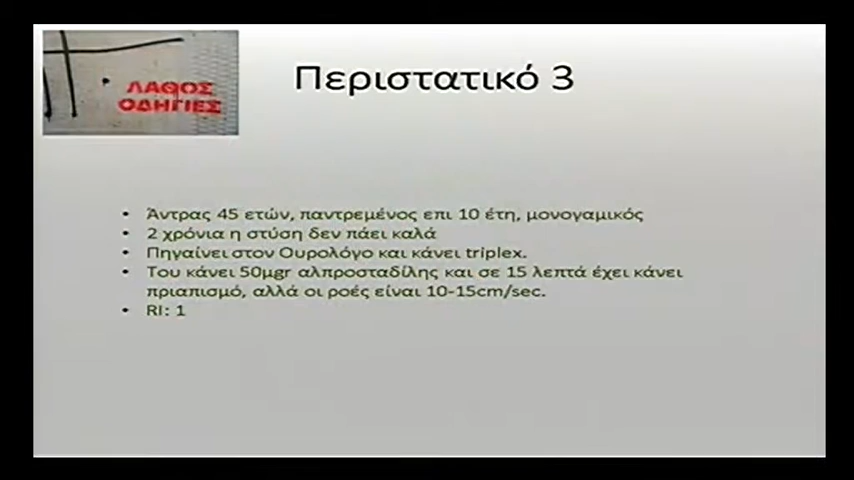 ΛΑΘΟΣ
ΟΔΗΓΙΕΣ
Περιστατικό 3
• Άντρας 45 ετών, παντρεμένος επι 10 έτη, μονογαμικός
• 2 χρόνια η στύση δεν πάει καλά
• Πηγαίνει στον Ουρολόγο και κάνει triplex.
• Του κάνει 50μgr αλπροσταδίλης και σε 15 λεπτά έχει κάνει
πριαπισμό, αλλά οι ροές είναι 10-15cm/sec.
• RI: 1